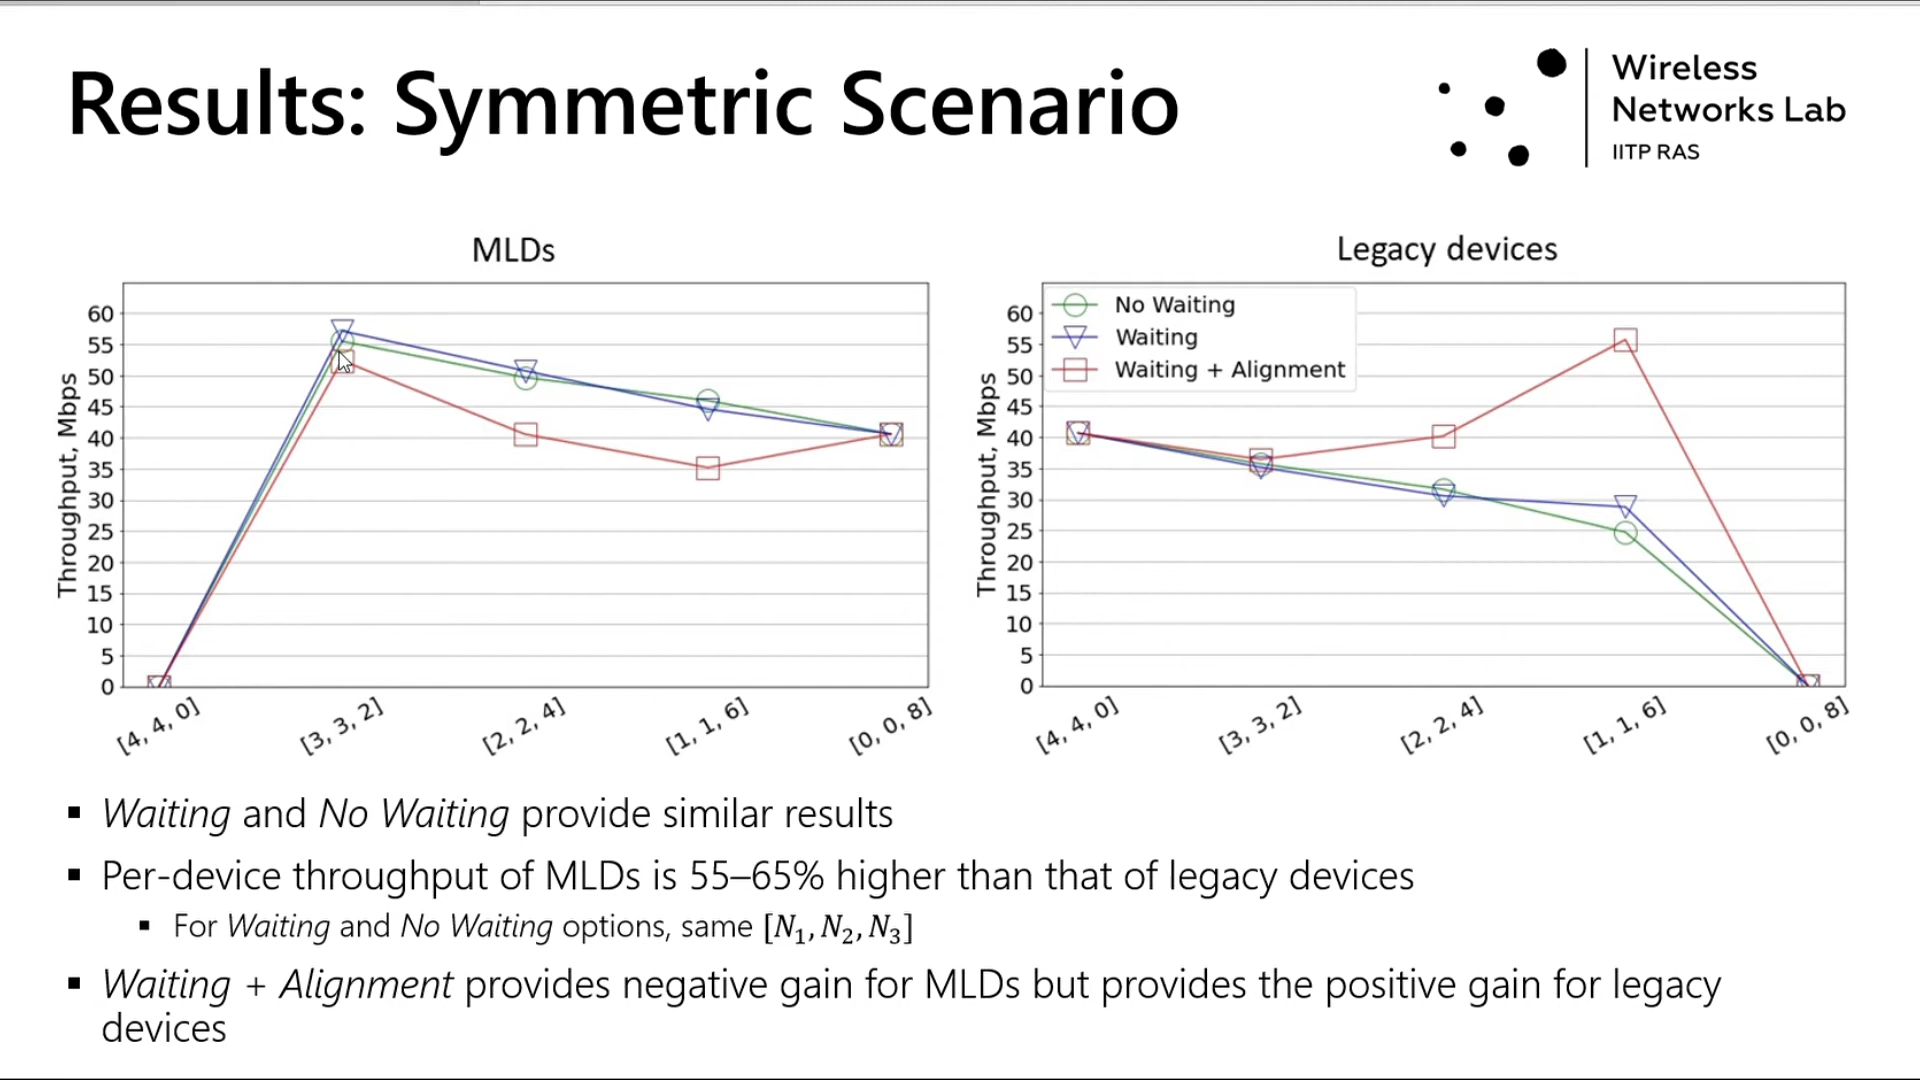 Results: Symmetric Scenario
Wireless
Networks Lab
IITP RAS
MLDs
Throughput, Mbps
60
55
50
45
40
35
30
25
20
15
10
5
0
[4, 4, 0]
[3, 3, 2]
[2, 2, 4]
[1, 1, 6]
[0, 0, 8]
Legacy devices
No Waiting
Waiting
Waiting + Alignment
Throughput, Mbps
60
55
50
45
40
35
30
25
20
15
10
5
0
[4, 4, 0]
[3, 3, 2]
[2, 2, 4]
[1, 1, 6]
[0, 0, 8]
▪ Waiting and No Waiting provide similar results
▪ Per-device throughput of MLDs is 55–65% higher than that of legacy devices
▪ For Waiting and No Waiting options, same [N₁, N₂, N₃]
▪ Waiting + Alignment provides negative gain for MLDs but provides the positive gain for legacy
devices